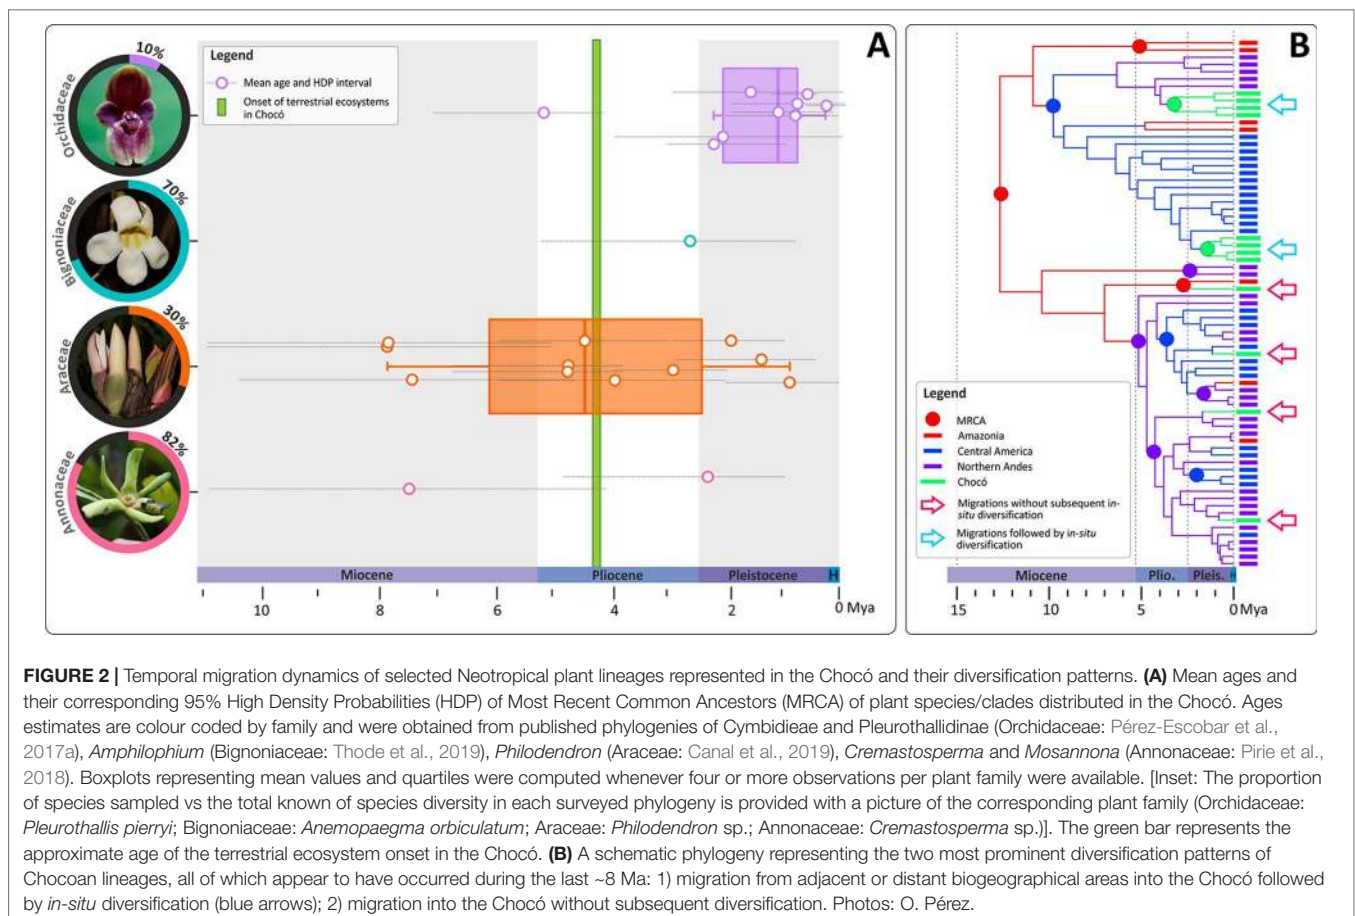 A
B
10%
Orchidaceae
70%
Bignoniaceae
30%
Araceae
82%
Annonaceae
Legend
Mean age and HDP interval
Onset of terrestrial ecosystems
in Chocó
Miocene Pliocene Pleistocene H
10 8 6 4 2 0 Mya
Legend
MRCA
Amazonia
Central America
Northern Andes
Chocó
Migrations without subsequent in-
situ diversification
Migrations followed by in-situ
diversification
Miocene Plio. Pleis. H
15 10 5 0 Mya
FIGURE 2 | Temporal migration dynamics of selected Neotropical plant lineages represented in the Chocó and their diversification patterns. (A) Mean ages and
their corresponding 95% High Density Probabilities (HDP) of Most Recent Common Ancestors (MRCA) of plant species/clades distributed in the Chocó. Ages
estimates are colour coded by family and were obtained from published phylogenies of Cymbidieae and Pleurothallidinae (Orchidaceae: Pérez-Escobar et al.,
2017a), Amphilophium (Bignoniaceae: Thode et al., 2019), Philodendron (Araceae: Canal et al., 2019), Cremastosperma and Mosannona (Annonaceae: Pirie et al.,
2018). Boxplots representing mean values and quartiles were computed whenever four or more observations per plant family were available. [Inset: The proportion
of species sampled vs the total known of species diversity in each surveyed phylogeny is provided with a picture of the corresponding plant family (Orchidaceae:
Pleurothallis pierryi; Bignoniaceae: Anemopaegma orbiculatum; Araceae: Philodendron sp.; Annonaceae: Cremastosperma sp.)]. The green bar represents the
approximate age of the terrestrial ecosystem onset in the Chocó. (B) A schematic phylogeny representing the two most prominent diversification patterns of
Chocoan lineages, all of which appear to have occurred during the last ~8 Ma: 1) migration from adjacent or distant biogeographical areas into the Chocó followed
by in-situ diversification (blue arrows); 2) migration into the Chocó without subsequent diversification. Photos: O. Pérez.